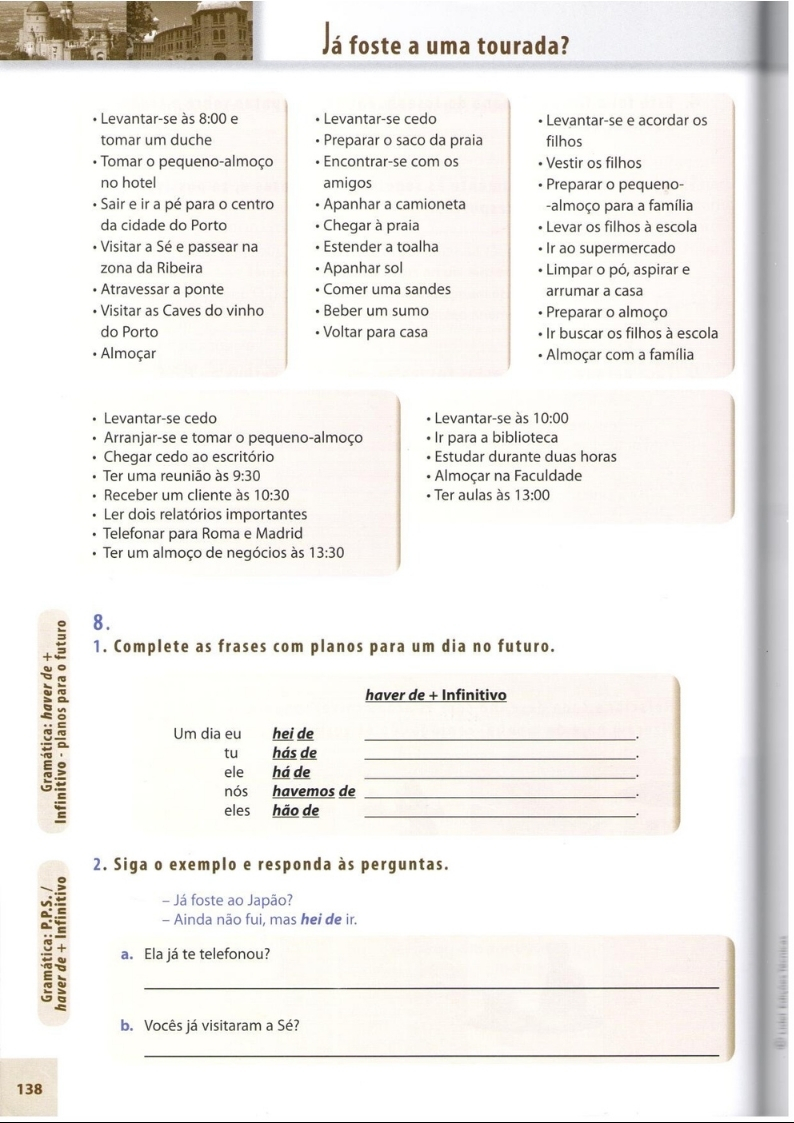 Já foste a uma tourada?
• Levantar-se às 8:00 e
tomar um duche
• Tomar o pequeno-almoço
no hotel
• Sair e ir a pé para o centro
da cidade do Porto
• Visitar a Sé e passear na
zona da Ribeira
• Atravessar a ponte
• Visitar as Caves do vinho
do Porto
• Almoçar
• Levantar-se cedo
• Preparar o saco da praia
• Encontrar-se com os
amigos
• Apanhar a camioneta
• Chegar à praia
• Estender a toalha
• Apanhar sol
• Comer uma sandes
• Beber um sumo
• Voltar para casa
• Levantar-se e acordar os
filhos
• Vestir os filhos
• Preparar o pequeno-
-almoço para a família
• Levar os filhos à escola
• Ir ao supermercado
• Limpar o pó, aspirar e
arrumar a casa
• Preparar o almoço
• Ir buscar os filhos à escola
• Almoçar com a família
• Levantar-se cedo
• Arranjar-se e tomar o pequeno-almoço
• Chegar cedo ao escritório
• Ter uma reunião às 9:30
• Receber um cliente às 10:30
• Ler dois relatórios importantes
• Telefonar para Roma e Madrid
• Ter um almoço de negócios às 13:30
• Levantar-se às 10:00
• Ir para a biblioteca
• Estudar durante duas horas
• Almoçar na Faculdade
• Ter aulas às 13:00
Gramática: haver de +
Infinitivo - planos para o futuro
8.
1. Complete as frases com planos para um dia no futuro.
haver de + Infinitivo
Um dia eu hei de ______.
tu hás de ______.
ele há de ______.
nós havemos de ______.
eles hão de ______.
Gramática: P.P.S. /
haver de + Infinitivo
2. Siga o exemplo e responda às perguntas.
– Já foste ao Japão?
– Ainda não fui, mas hei de ir.
a. Ela já te telefonou?
b. Vocês já visitaram a Sé?
138
© Lidel Edições Técnicas